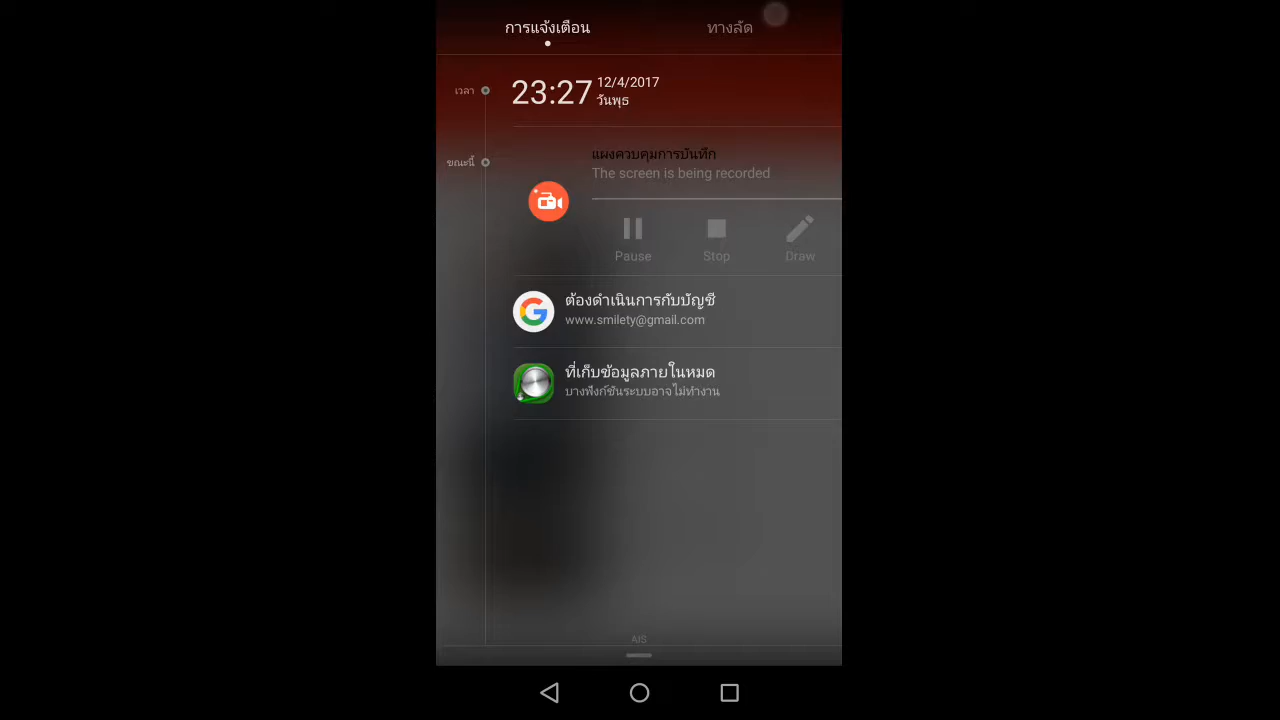 การแจ้งเตือน
ทางลัด
เวลา
23:27
12/4/2017
วันพุธ
ขณะนี้
แผงควบคุมการบันทึก
The screen is being recorded
Pause
Stop
Draw
ต้องดำเนินการกับบัญชี
www.smilety@gmail.com
ที่เก็บข้อมูลภายในหมด
บางฟังก์ชันระบบอาจไม่ทำงาน
AIS